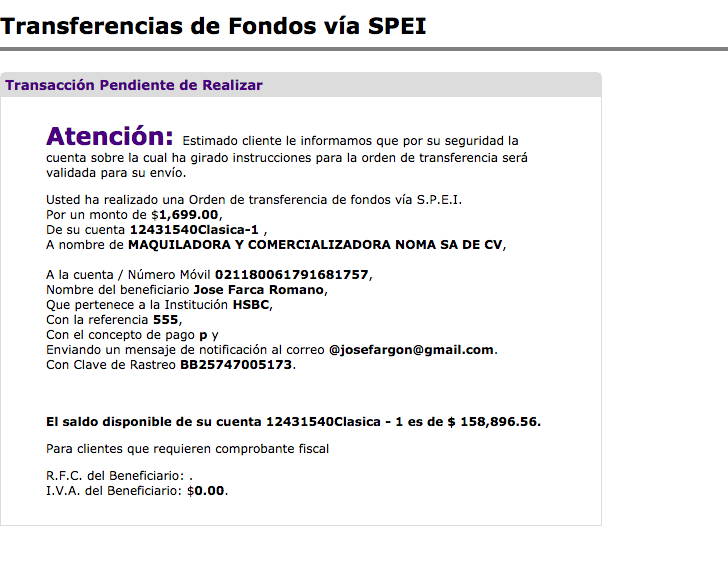 Transferencias de Fondos vía SPEI
Transacción Pendiente de Realizar
Atención: Estimado cliente le informamos que por su seguridad la
cuenta sobre la cual ha girado instrucciones para la orden de transferencia será
validada para su envío.
Usted ha realizado una Orden de transferencia de fondos vía S.P.E.I.
Por un monto de $1,699.00,
De su cuenta 12431540Clasica-1 ,
A nombre de MAQUILADORA Y COMERCIALIZADORA NOMA SA DE CV,
A la cuenta / Número Móvil 021180061791681757,
Nombre del beneficiario Jose Farca Romano,
Que pertenece a la Institución HSBC,
Con la referencia 555,
Con el concepto de pago p y
Enviando un mensaje de notificación al correo @josefargon@gmail.com.
Con Clave de Rastreo BB25747005173.
El saldo disponible de su cuenta 12431540Clasica - 1 es de $ 158,896.56.
Para clientes que requieren comprobante fiscal
R.F.C. del Beneficiario: .
I.V.A. del Beneficiario: $0.00.